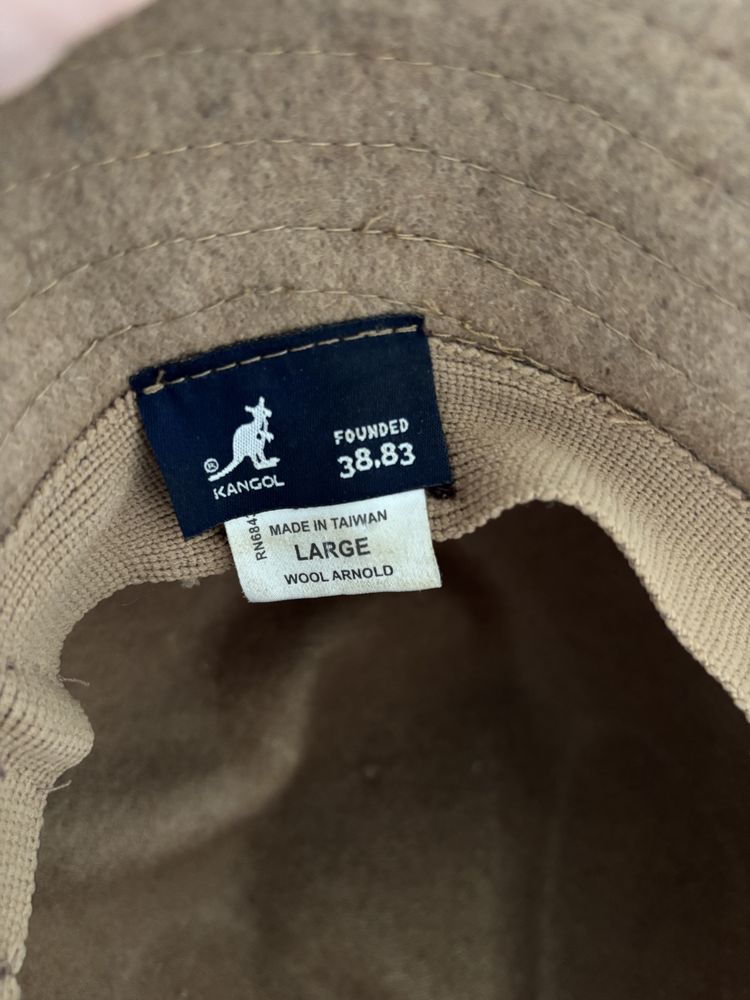 FOUNDED
38.83
® KANGOL
MADE IN TAIWAN
LARGE
WOOL ARNOLD